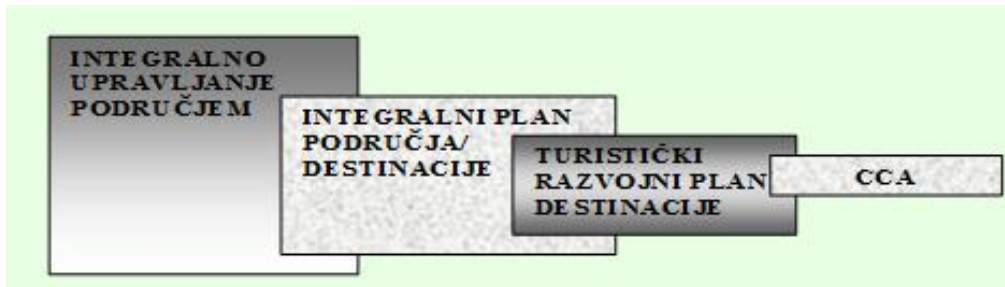 INTEGRALNO
UPRAVLJANJE
PODRUČJEM
INTEGRALNI PLAN
PODRUČJA/
DESTINACIJE
TURISTIČKI
RAZVOJNI PLAN
DESTINACIJE
CCA